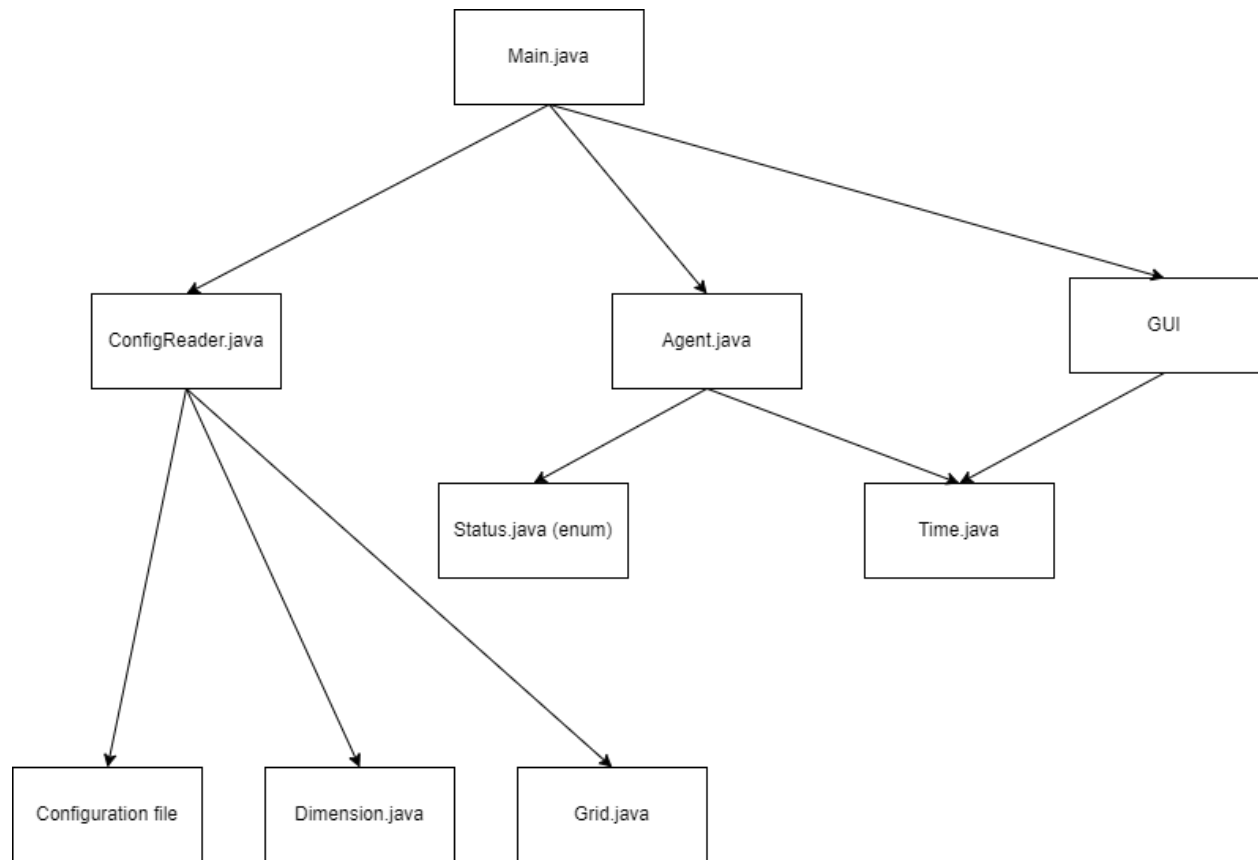 Main.java
ConfigReader.java
Agent.java
GUI
Status.java (enum)
Time.java
Configuration file
Dimension.java
Grid.java